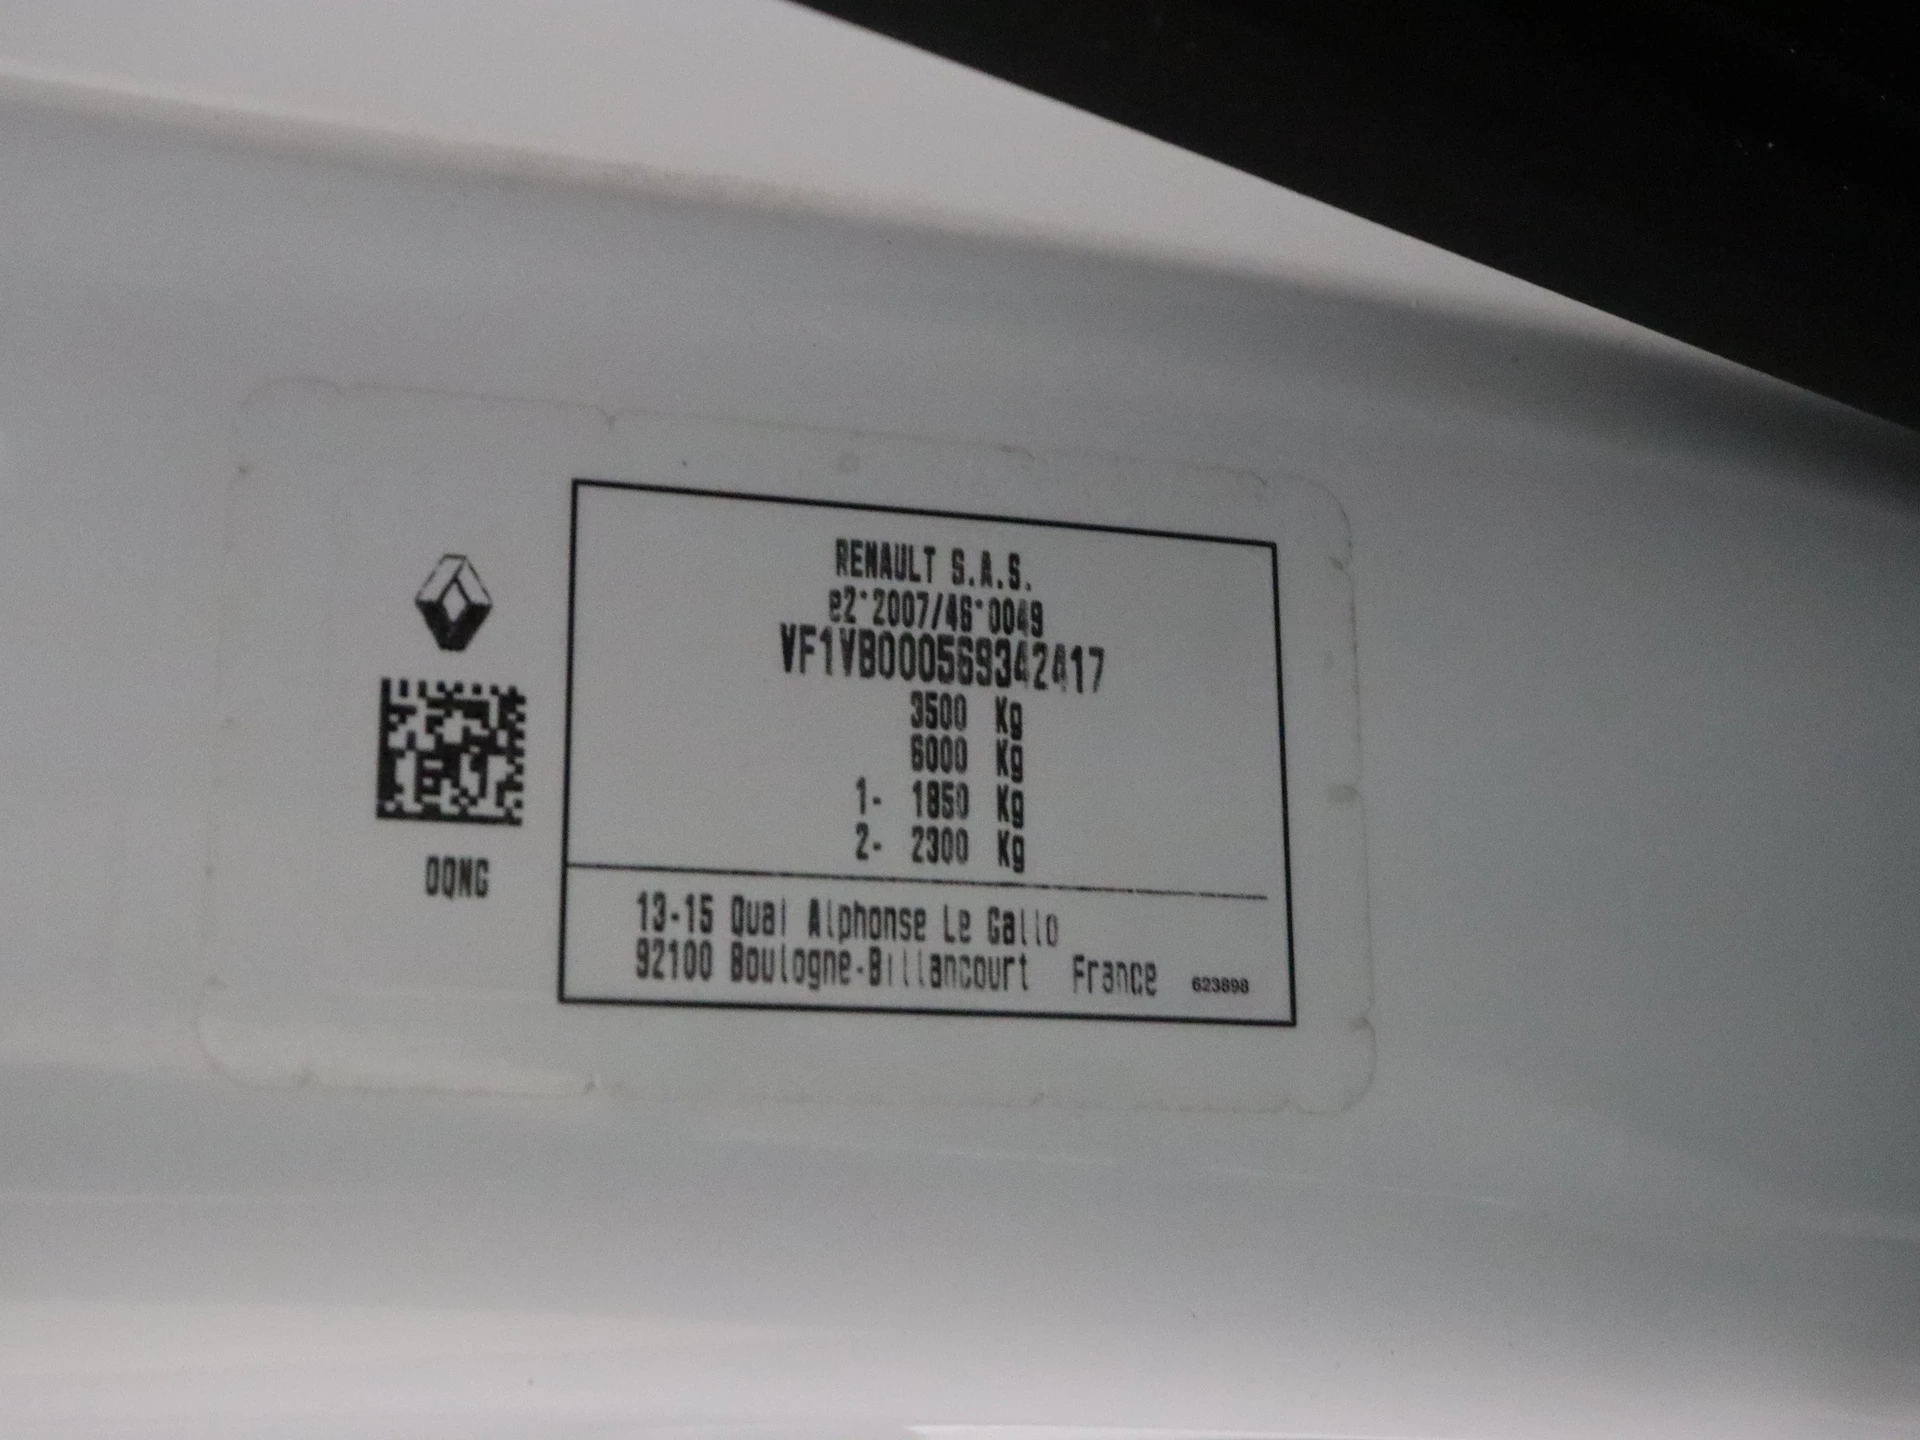 RENAULT S.A.S.
e2*2007/46*0049
VF1VB000569342417
3500 Kg
6000 Kg
1- 1850 Kg
2- 2300 Kg
0QNG
13-15 Quai Alphonse Le Gallo
92100 Boulogne-Billancourt France 623898